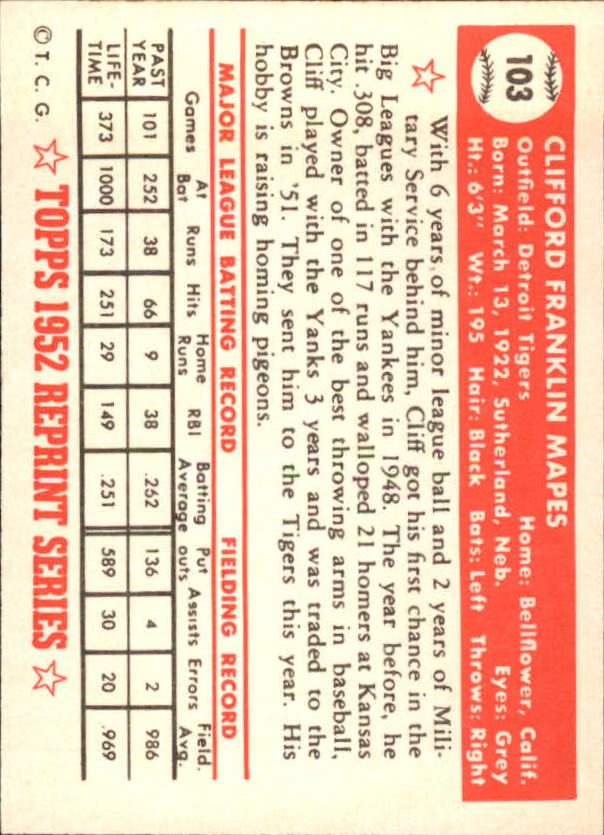 103
CLIFFORD FRANKLIN MAPES
Outfield: Detroit Tigers Home: Bellflower, Calif.
Born: March 13, 1922, Sutherland, Neb. Eyes: Grey
Ht.: 6'3" Wt.: 195 Hair: Black Bats: Left Throws: Right
With 6 years of minor league ball and 2 years of Mili-
tary Service behind him, Cliff got his first chance in the
Big Leagues with the Yankees in 1948. The year before, he
hit .308, batted in 117 runs and walloped 21 homers at Kansas
City. Owner of one of the best throwing arms in baseball,
Cliff played with the Yanks 3 years and was traded to the
Browns in '51. They sent him to the Tigers this year. His
hobby is raising homing pigeons.
MAJOR LEAGUE BATTING RECORD FIELDING RECORD
Games At Bat Runs Hits Home Runs RBI Batting Average Put outs Assists Errors Field. Avg.
PAST YEAR 101 252 38 66 9 38 .262 136 4 2 .986
LIFE-TIME 373 1000 173 251 29 149 .251 589 30 20 .969
© T. C. G. TOPPS 1952 REPRINT SERIES